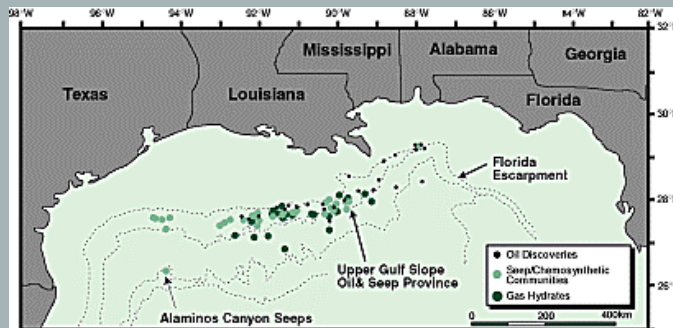 98°W 96°W 94°W 92°W 90°W 88°W 86°W 84°W 82°W
32°N
Mississippi
Alabama
Georgia
Texas
Louisiana
Florida
30°
Florida
Escarpment
28°
Upper Gulf Slope
Oil& Seep Province
Oil Discoveries
Seep/Chemosynthetic
Communities
Gas Hydrates
26°
Alaminos Canyon Seeps
0 200 400km